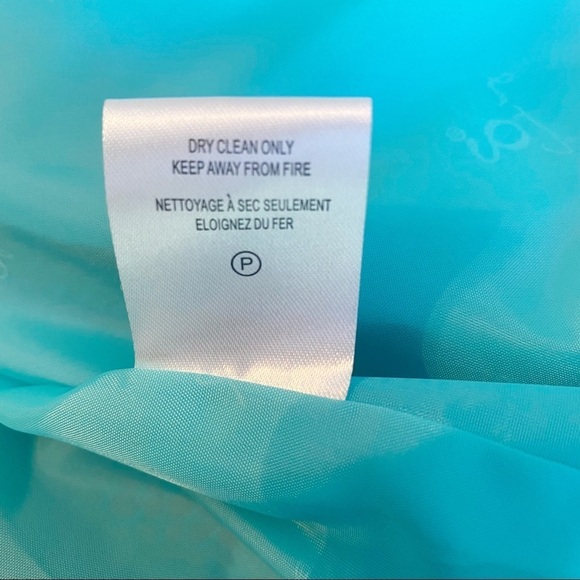 DRY CLEAN ONLY
KEEP AWAY FROM FIRE
NETTOYAGE À SEC SEULEMENT
ELOIGNEZ DU FER
P